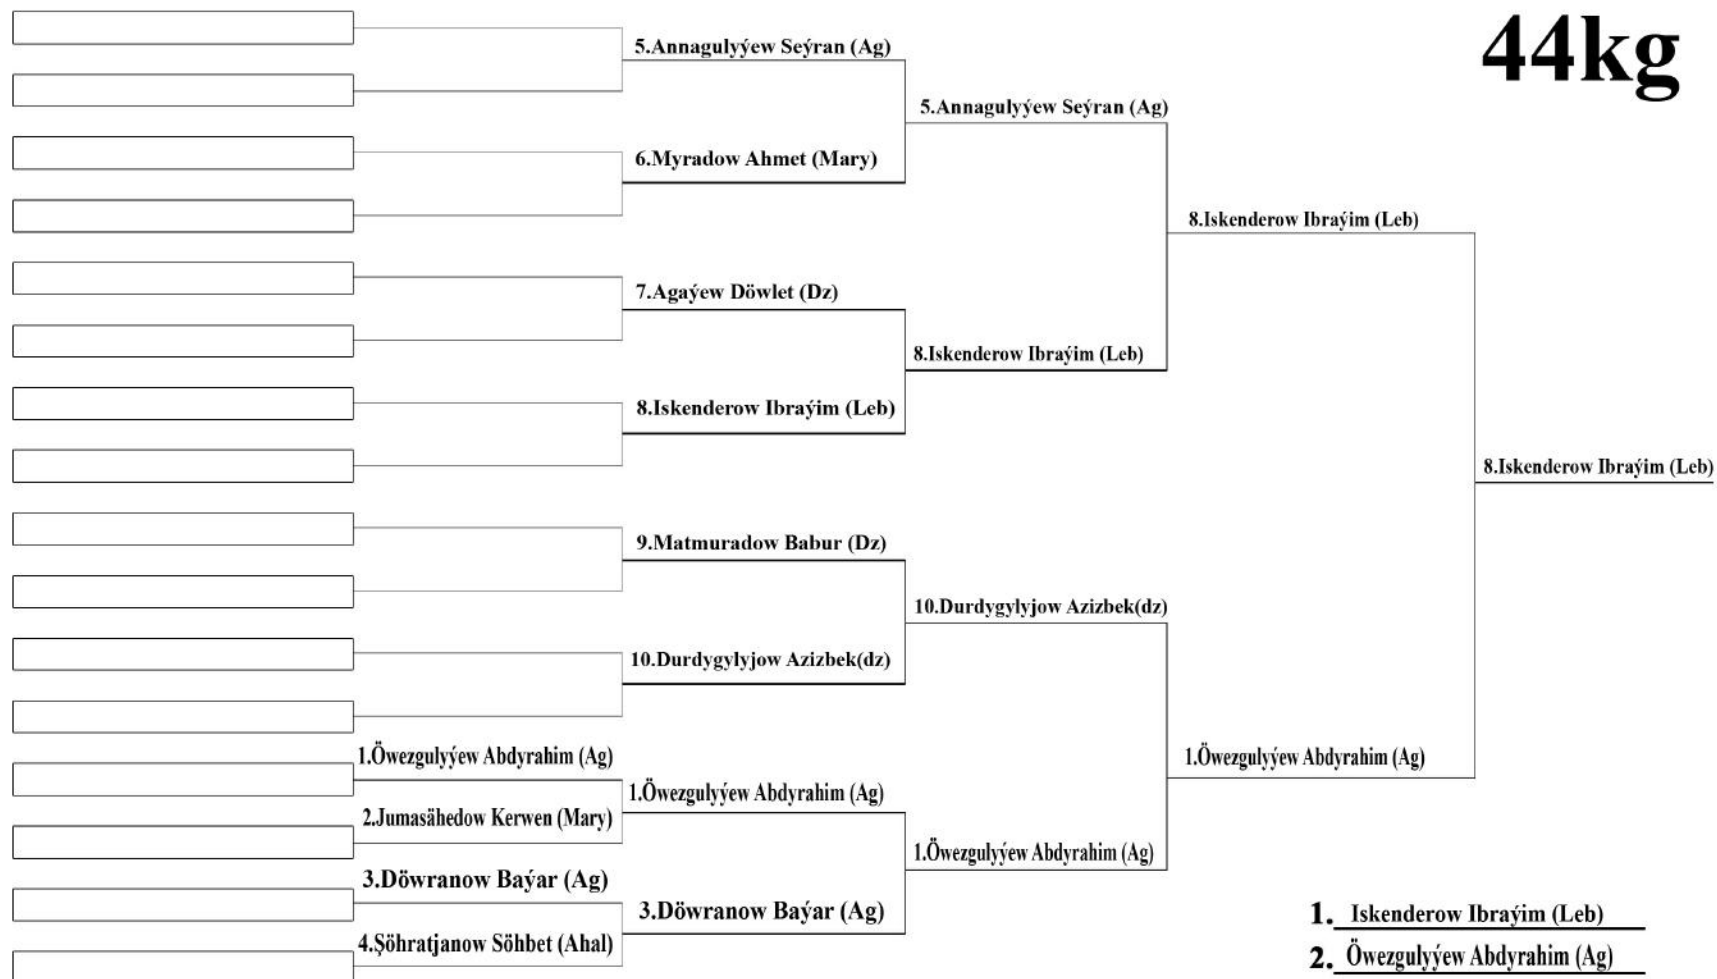 44kg
5.Annagulyýew Seýran (Ag)
6.Myradow Ahmet (Mary)
7.Agaýew Döwlet (Dz)
8.Iskenderow Ibraýim (Leb)
9.Matmuradow Babur (Dz)
10.Durdygylyjow Azizbek(dz)
1.Öwezgulyýew Abdyrahim (Ag)
2.Jumasähedow Kerwen (Mary)
3.Döwranow Baýar (Ag)
4.Şöhratjanow Söhbet (Ahal)
1.Öwezgulyýew Abdyrahim (Ag)
3.Döwranow Baýar (Ag)
5.Annagulyýew Seýran (Ag)
8.Iskenderow Ibraýim (Leb)
10.Durdygylyjow Azizbek(dz)
1.Öwezgulyýew Abdyrahim (Ag)
8.Iskenderow Ibraýim (Leb)
1.Öwezgulyýew Abdyrahim (Ag)
8.Iskenderow Ibraýim (Leb)
1. Iskenderow Ibraýim (Leb)
2. Öwezgulyýew Abdyrahim (Ag)